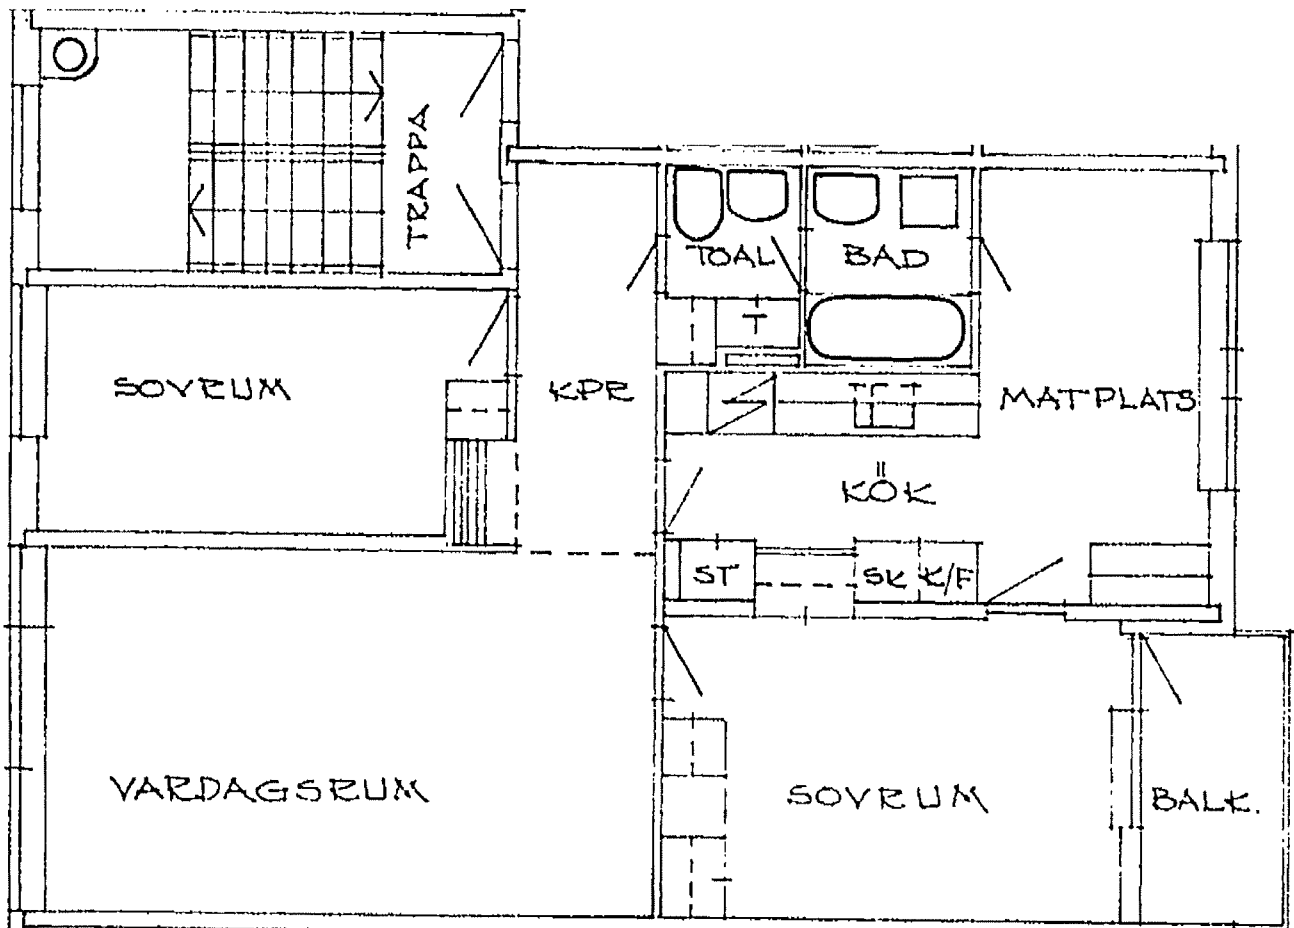 TRAPPA
TOAL
BAD
T
SOVRUM
KPR
MATPLATS
KÖK
ST
SK
K/F
VARDAGSRUM
SOVRUM
BALK.